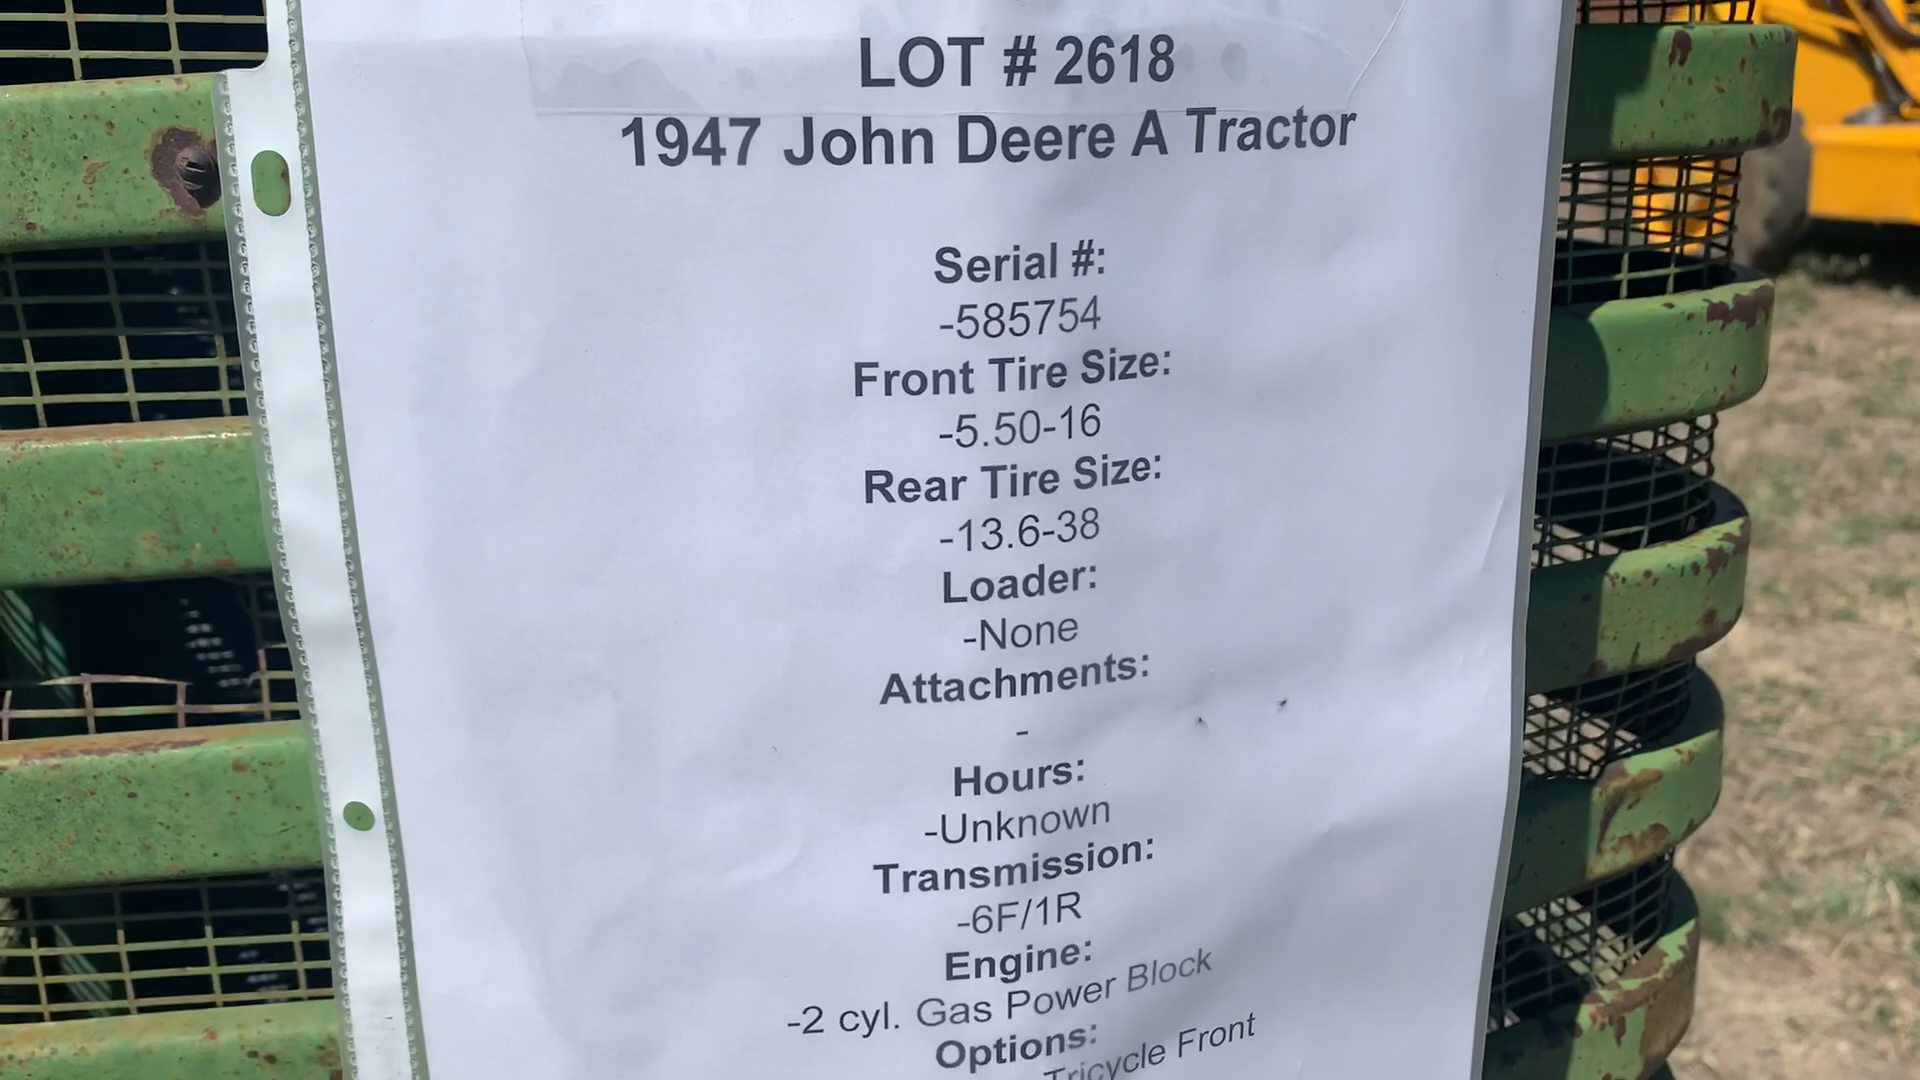 LOT # 2618
1947 John Deere A Tractor
Serial #:
-585754
Front Tire Size:
-5.50-16
Rear Tire Size:
-13.6-38
Loader:
-None
Attachments:
-
Hours:
-Unknown
Transmission:
-6F/1R
Engine:
-2 cyl. Gas Power Block
Options:
Tricycle Front